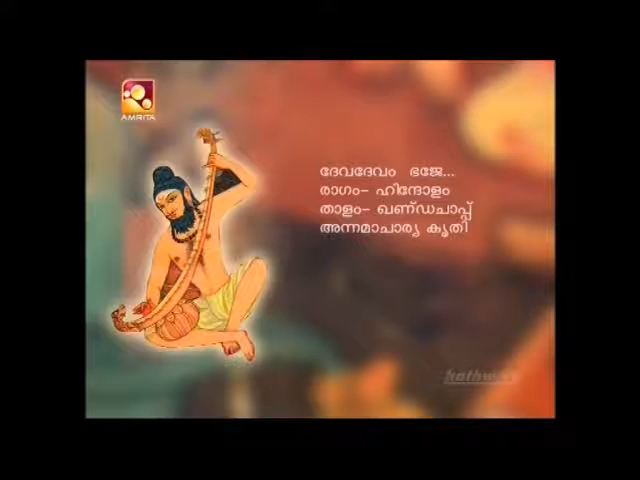 AMRITA
ദേവദേവം ഭജേ...
രാഗം- ഹിന്ദോളം
താളം- ഖണ്ഡചാപ്പ്
അന്നമാചാര്യ കൃതി